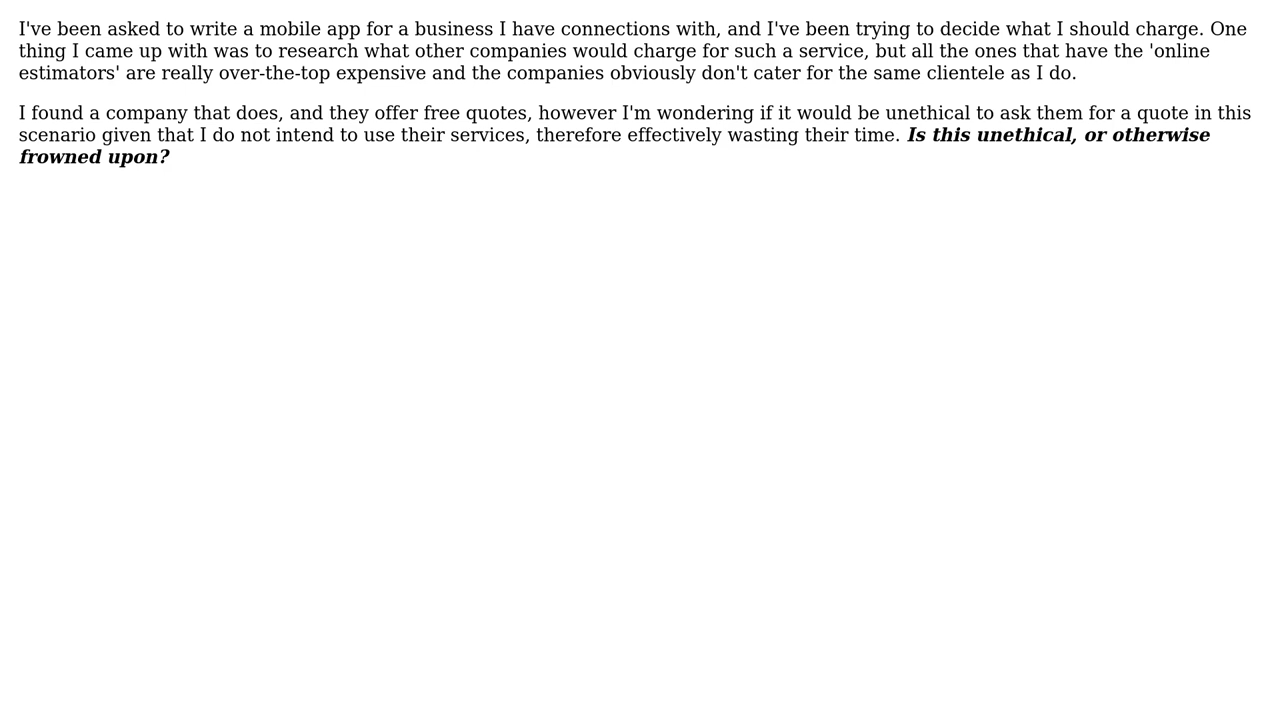 I've been asked to write a mobile app for a business I have connections with, and I've been trying to decide what I should charge. One
thing I came up with was to research what other companies would charge for such a service, but all the ones that have the 'online
estimators' are really over-the-top expensive and the companies obviously don't cater for the same clientele as I do.
I found a company that does, and they offer free quotes, however I'm wondering if it would be unethical to ask them for a quote in this
scenario given that I do not intend to use their services, therefore effectively wasting their time. Is this unethical, or otherwise
frowned upon?